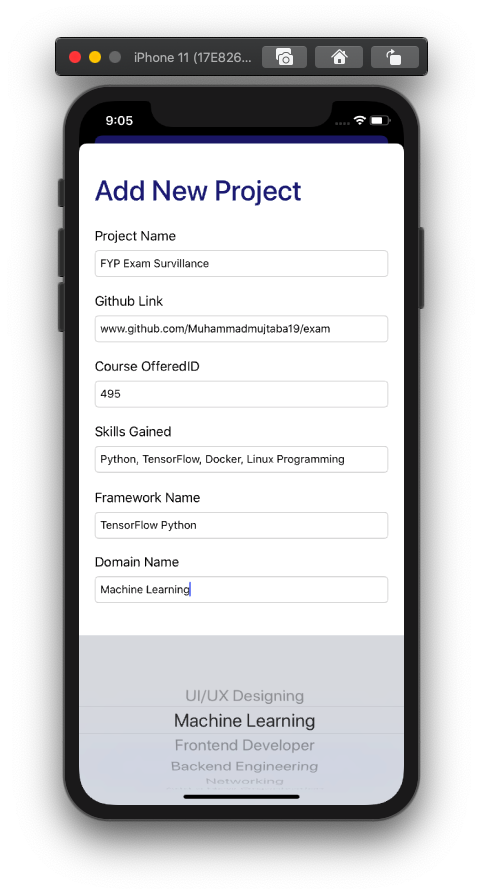 iPhone 11 (17E826...
9:05
Add New Project
Project Name
FYP Exam Survillance
Github Link
www.github.com/Muhammadmujtaba19/exam
Course OfferedID
495
Skills Gained
Python, TensorFlow, Docker, Linux Programming
Framework Name
TensorFlow Python
Domain Name
Machine Learning
UI/UX Designing
Machine Learning
Frontend Developer
Backend Engineering
Networking